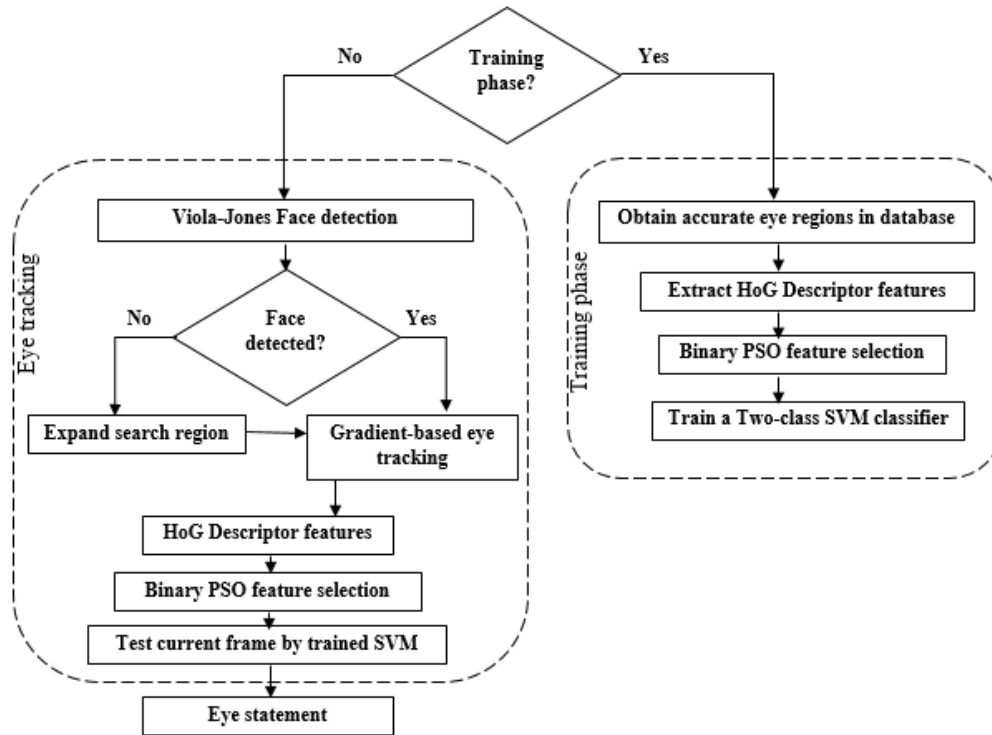 No
Training
phase?
Yes
Eye tracking
Viola-Jones Face detection
No
Face
detected?
Yes
Expand search region
Gradient-based eye
tracking
HoG Descriptor features
Binary PSO feature selection
Test current frame by trained SVM
Eye statement
Training phase
Obtain accurate eye regions in database
Extract HoG Descriptor features
Binary PSO feature selection
Train a Two-class SVM classifier